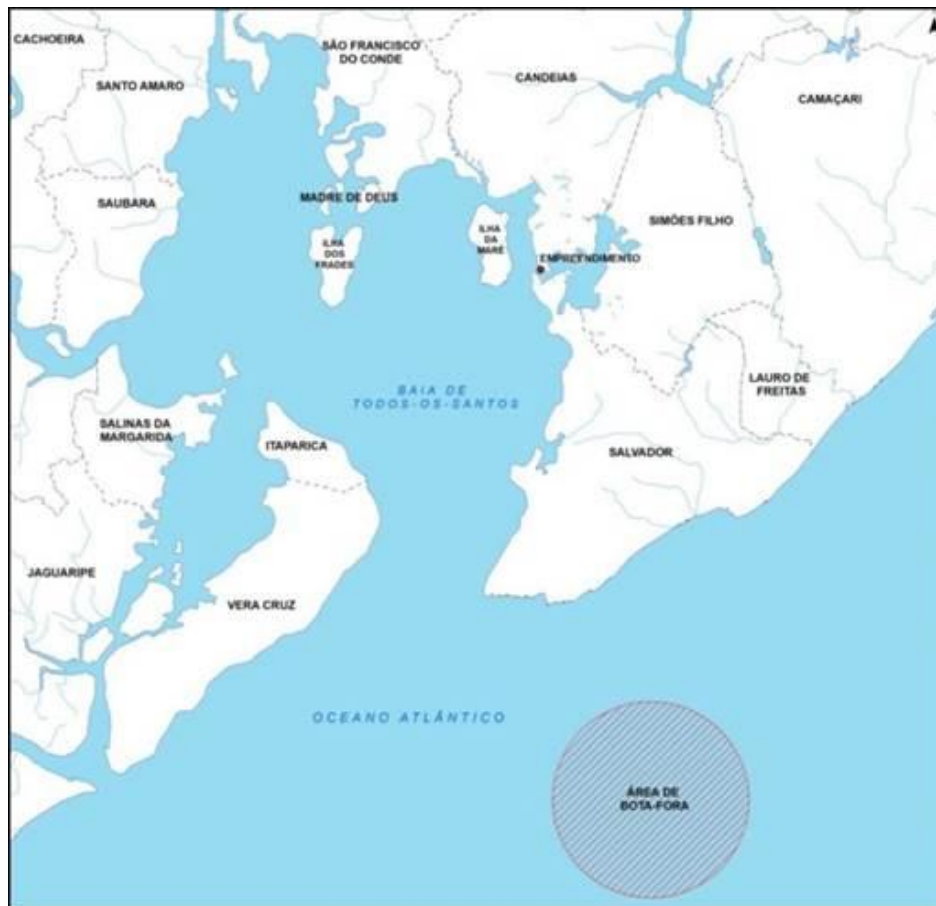 CACHOEIRA
SÃO FRANCISCO
DO CONDE
SANTO AMARO
CANDEIAS
CAMAÇARI
SAUBARA
MADRE DE DEUS
SIMÕES FILHO
ILHA
DOS
FRADES
ILHA
DA
MARÉ
EMPREENDIMENTO
BAIA DE
TODOS-OS-SANTOS
LAURO DE
FREITAS
SALINAS DA
MARGARIDA
ITAPARICA
SALVADOR
JAGUARIPE
VERA CRUZ
OCEANO ATLÂNTICO
ÁREA DE
BOTA-FORA